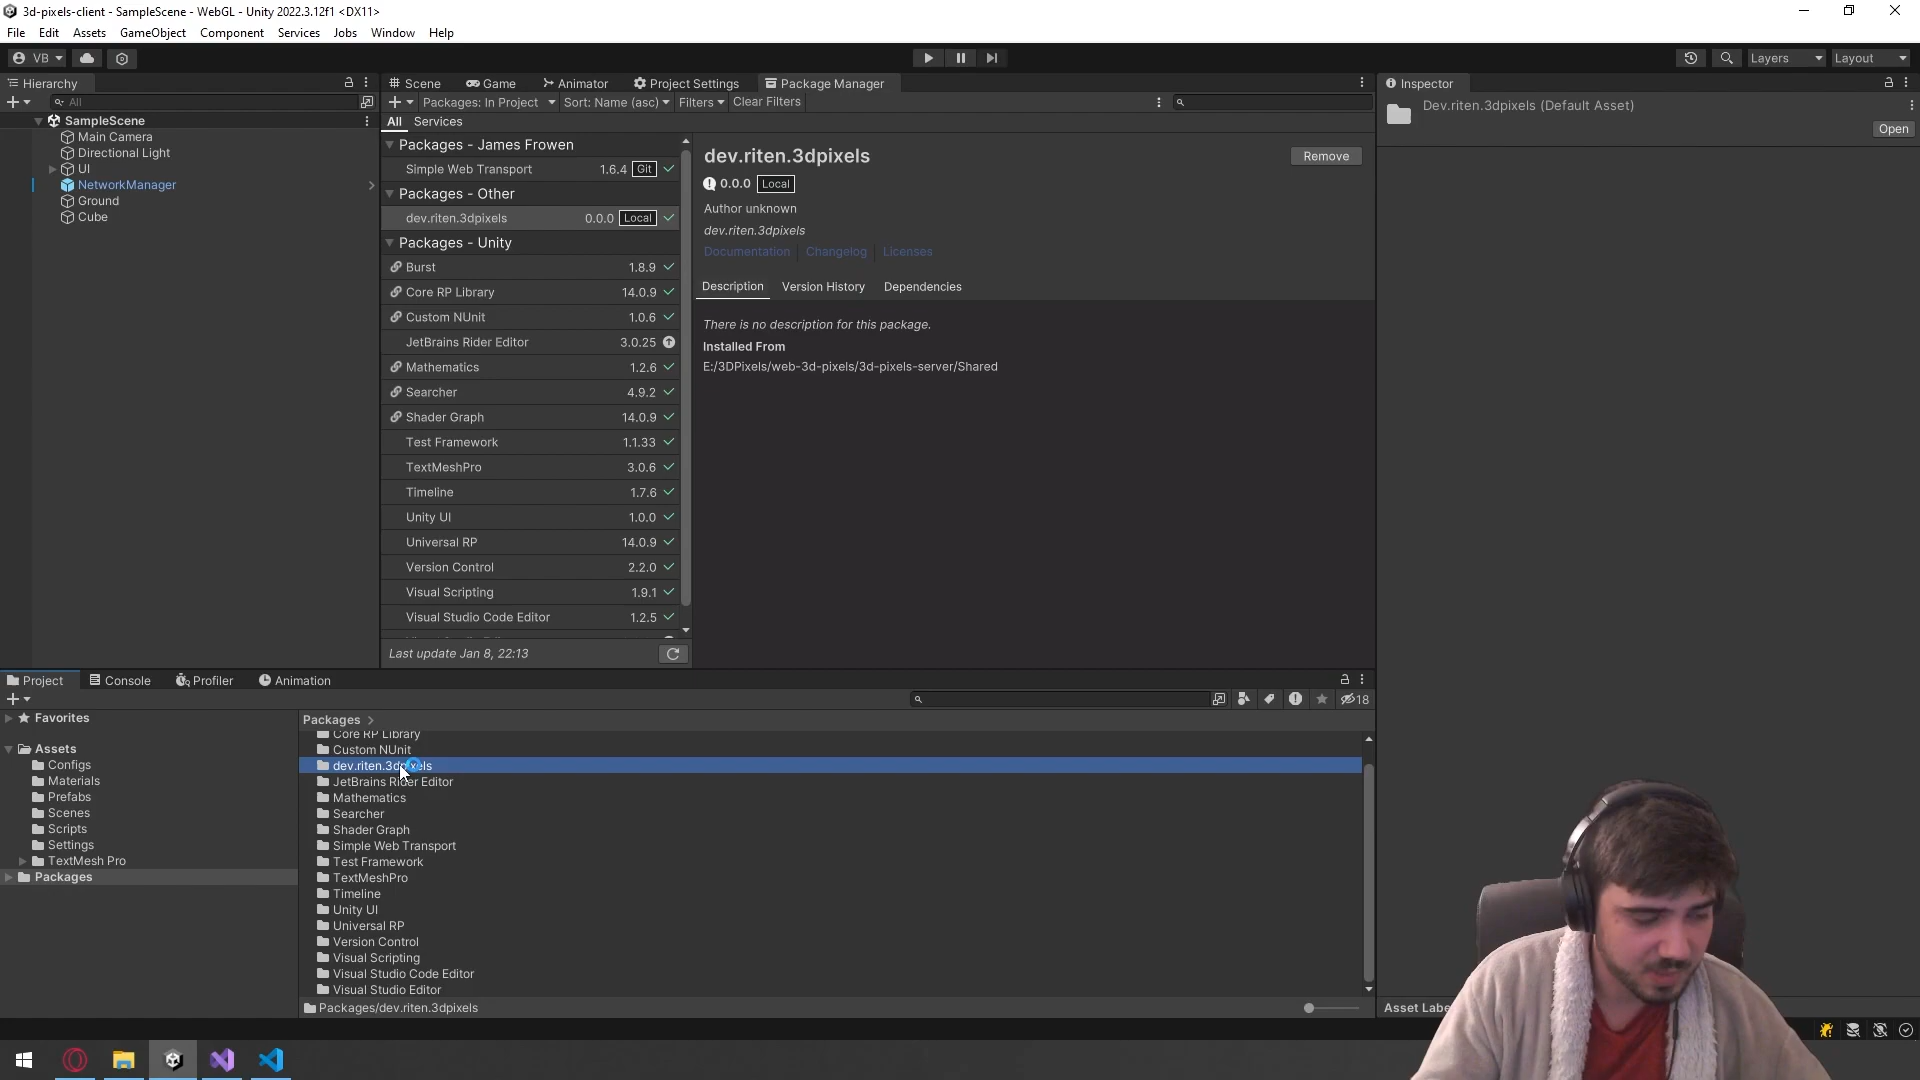 3d-pixels-client - SampleScene - WebGL - Unity 2022.3.12f1 <DX11>
File Edit Assets GameObject Component Services Jobs Window Help
VB
Layers
Layout
Hierarchy
All
SampleScene
Main Camera
Directional Light
UI
NetworkManager
Ground
Cube
Scene Game Animator Project Settings Package Manager
Packages: In Project Sort: Name (asc) Filters Clear Filters
All Services
Packages - James Frowen
Simple Web Transport 1.6.4 Git
Packages - Other
dev.riten.3dpixels 0.0.0 Local
Packages - Unity
Burst 1.8.9
Core RP Library 14.0.9
Custom NUnit 1.0.6
JetBrains Rider Editor 3.0.25
Mathematics 1.2.6
Searcher 4.9.2
Shader Graph 14.0.9
Test Framework 1.1.33
TextMeshPro 3.0.6
Timeline 1.7.6
Unity UI 1.0.0
Universal RP 14.0.9
Version Control 2.2.0
Visual Scripting 1.9.1
Visual Studio Code Editor 1.2.5
Last update Jan 8, 22:13
dev.riten.3dpixels
Remove
0.0.0 Local
Author unknown
dev.riten.3dpixels
Documentation Changelog Licenses
Description Version History Dependencies
There is no description for this package.
Installed From
E:/3DPixels/web-3d-pixels/3d-pixels-server/Shared
Inspector
Dev.riten.3dpixels (Default Asset)
Open
Project Console Profiler Animation
18
Favorites
Assets
Configs
Materials
Prefabs
Scenes
Scripts
Settings
TextMesh Pro
Packages
Packages
Core RP Library
Custom NUnit
dev.riten.3dpixels
JetBrains Rider Editor
Mathematics
Searcher
Shader Graph
Simple Web Transport
Test Framework
TextMeshPro
Timeline
Unity UI
Universal RP
Version Control
Visual Scripting
Visual Studio Code Editor
Visual Studio Editor
Packages/dev.riten.3dpixels
Asset